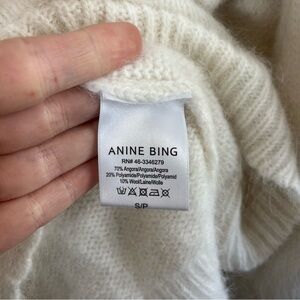 ANINE BING
RN# 46-3346279
70% Angora/Angora/Angora
20% Polyamide/Polyamide/Polyamid
10% Wool/Laine/Wolle
S/P